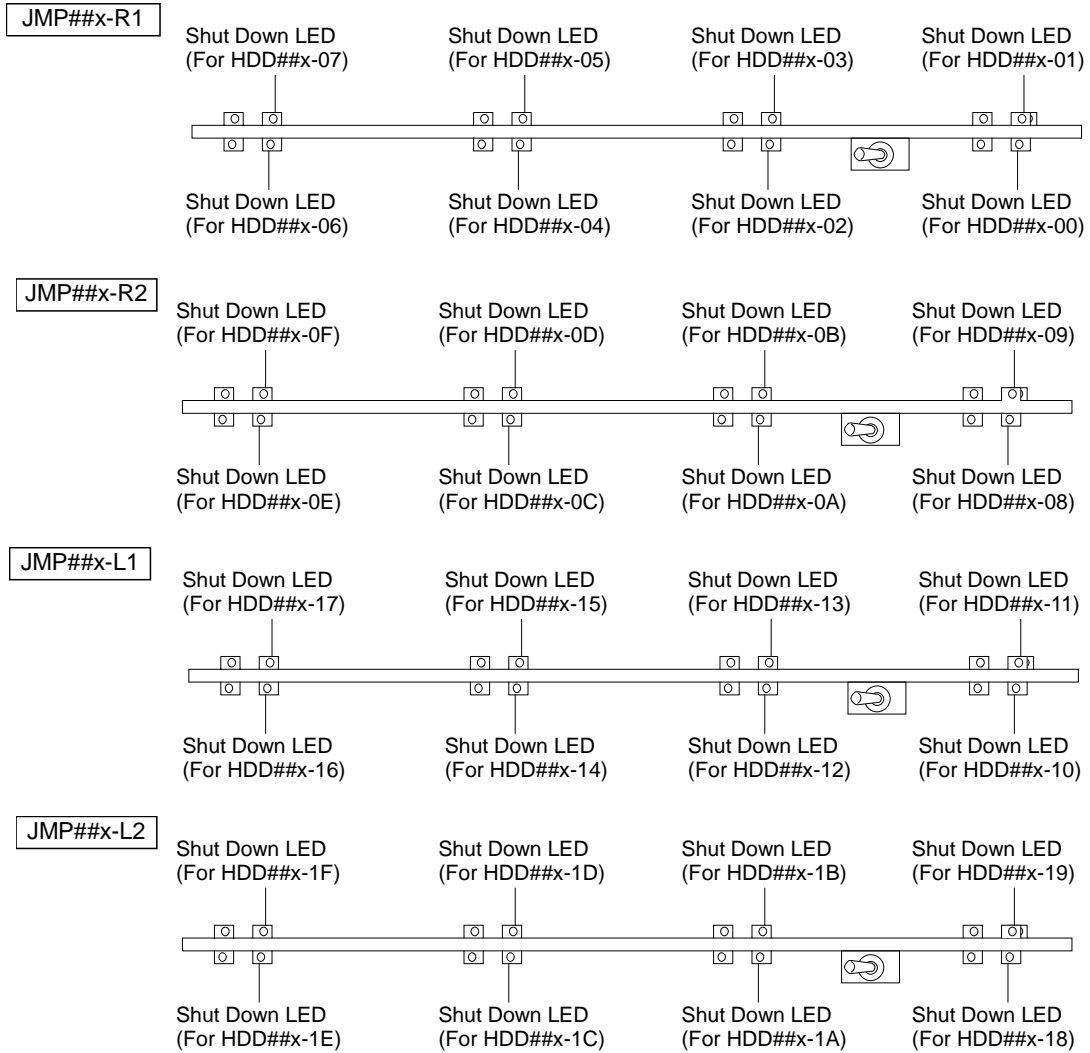 JMP##x-R1
Shut Down LED
(For HDD##x-07)
Shut Down LED
(For HDD##x-05)
Shut Down LED
(For HDD##x-03)
Shut Down LED
(For HDD##x-01)
Shut Down LED
(For HDD##x-06)
Shut Down LED
(For HDD##x-04)
Shut Down LED
(For HDD##x-02)
Shut Down LED
(For HDD##x-00)
JMP##x-R2
Shut Down LED
(For HDD##x-0F)
Shut Down LED
(For HDD##x-0D)
Shut Down LED
(For HDD##x-0B)
Shut Down LED
(For HDD##x-09)
Shut Down LED
(For HDD##x-0E)
Shut Down LED
(For HDD##x-0C)
Shut Down LED
(For HDD##x-0A)
Shut Down LED
(For HDD##x-08)
JMP##x-L1
Shut Down LED
(For HDD##x-17)
Shut Down LED
(For HDD##x-15)
Shut Down LED
(For HDD##x-13)
Shut Down LED
(For HDD##x-11)
Shut Down LED
(For HDD##x-16)
Shut Down LED
(For HDD##x-14)
Shut Down LED
(For HDD##x-12)
Shut Down LED
(For HDD##x-10)
JMP##x-L2
Shut Down LED
(For HDD##x-1F)
Shut Down LED
(For HDD##x-1D)
Shut Down LED
(For HDD##x-1B)
Shut Down LED
(For HDD##x-19)
Shut Down LED
(For HDD##x-1E)
Shut Down LED
(For HDD##x-1C)
Shut Down LED
(For HDD##x-1A)
Shut Down LED
(For HDD##x-18)